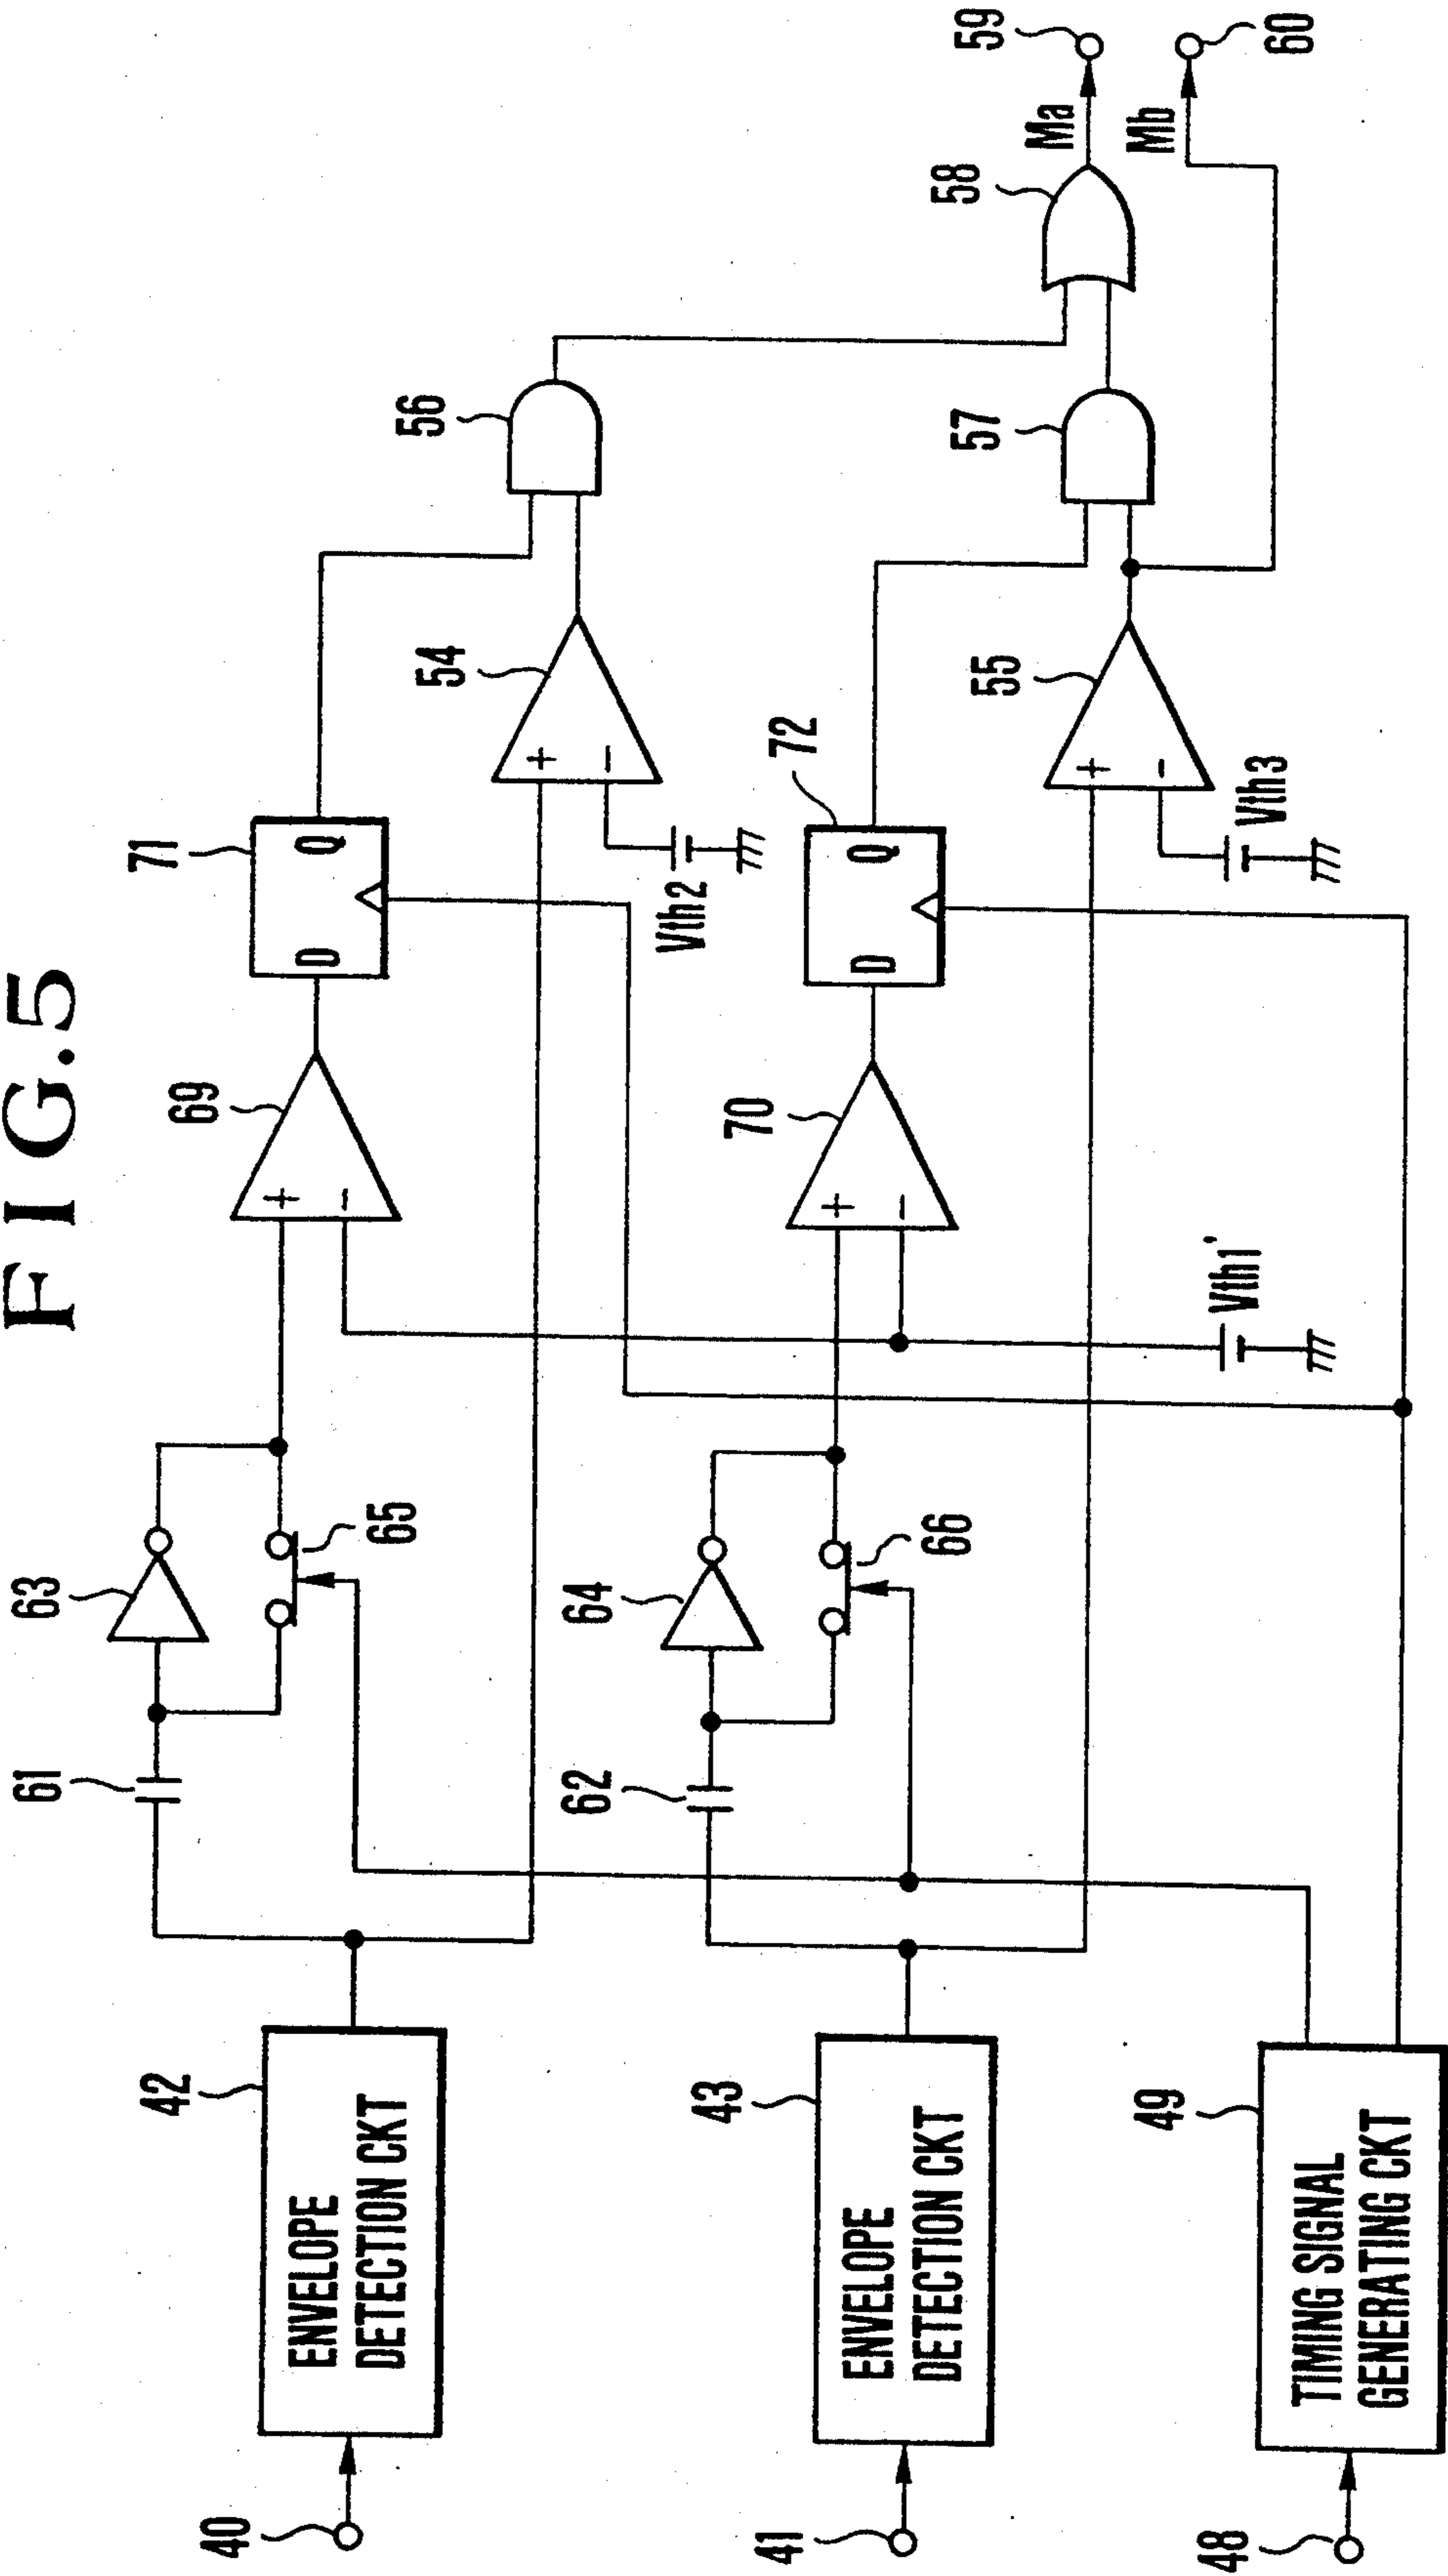 FIG.5
40
ENVELOPE
DETECTION CKT
42
61
63
65
69
+
-
71
D
Q
54
+
-
Vth2
56
41
ENVELOPE
DETECTION CKT
43
62
64
66
70
+
-
Vth1'
72
D
Q
55
+
-
Vth3
57
58
Ma
59
Mb
60
48
TIMING SIGNAL
GENERATING CKT
49